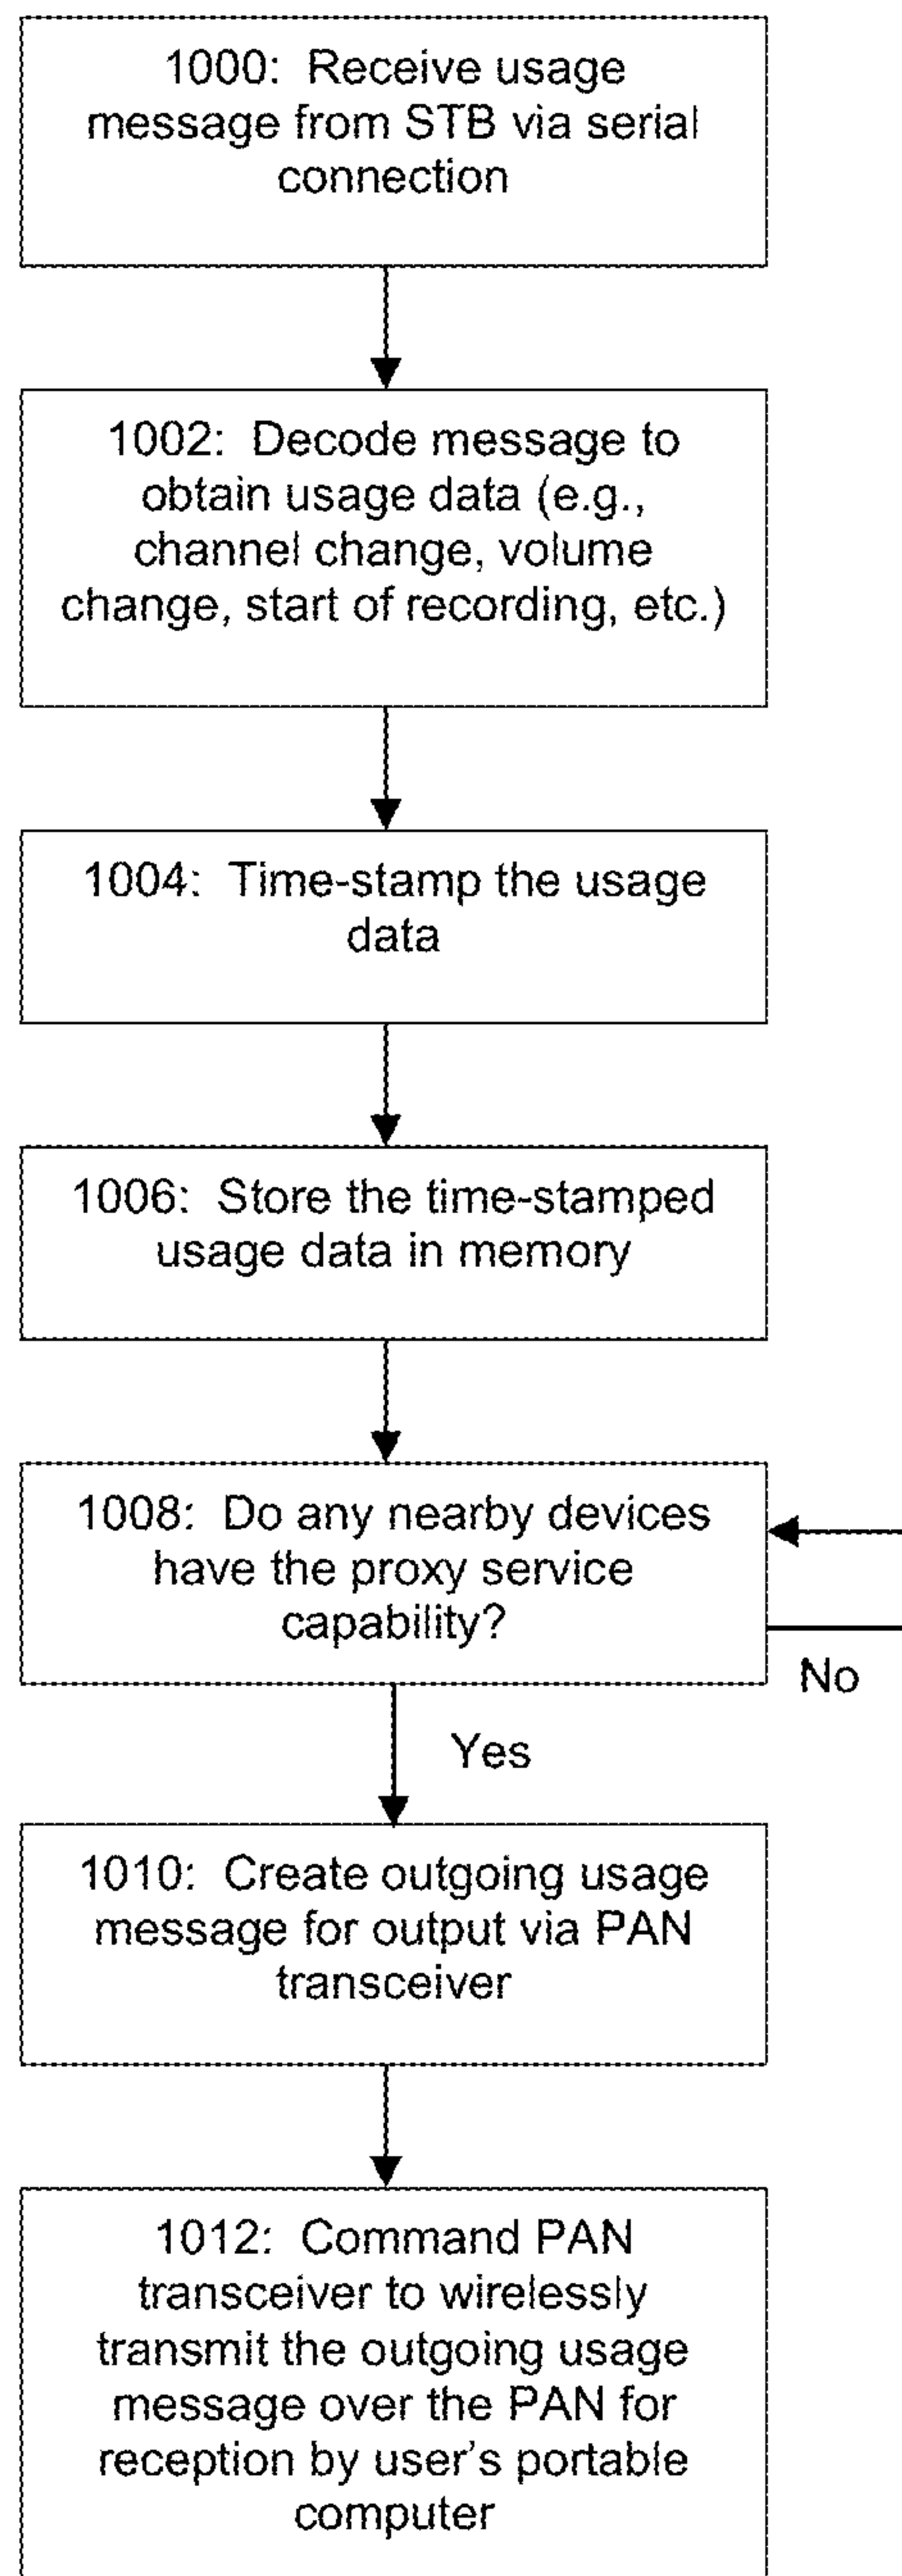 1000: Receive usage
message from STB via serial
connection
1002: Decode message to
obtain usage data (e.g.,
channel change, volume
change, start of recording, etc.)
1004: Time-stamp the usage
data
1006: Store the time-stamped
usage data in memory
1008: Do any nearby devices
have the proxy service
capability?
No
Yes
1010: Create outgoing usage
message for output via PAN
transceiver
1012: Command PAN
transceiver to wirelessly
transmit the outgoing usage
message over the PAN for
reception by user's portable
computer